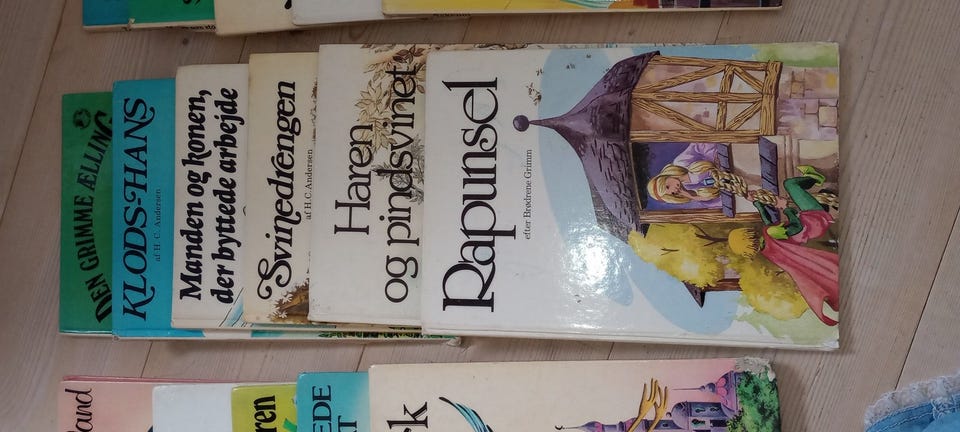 DEN GRIMME ÆLLING
KLODS-HANS
af: H. C. Andersen
Manden og konen,
der byttede arbejde
Svinedrengen
af H.C. Andersen
Haren
og pindsvinet
Rapunsel
efter Brødrene Grimm